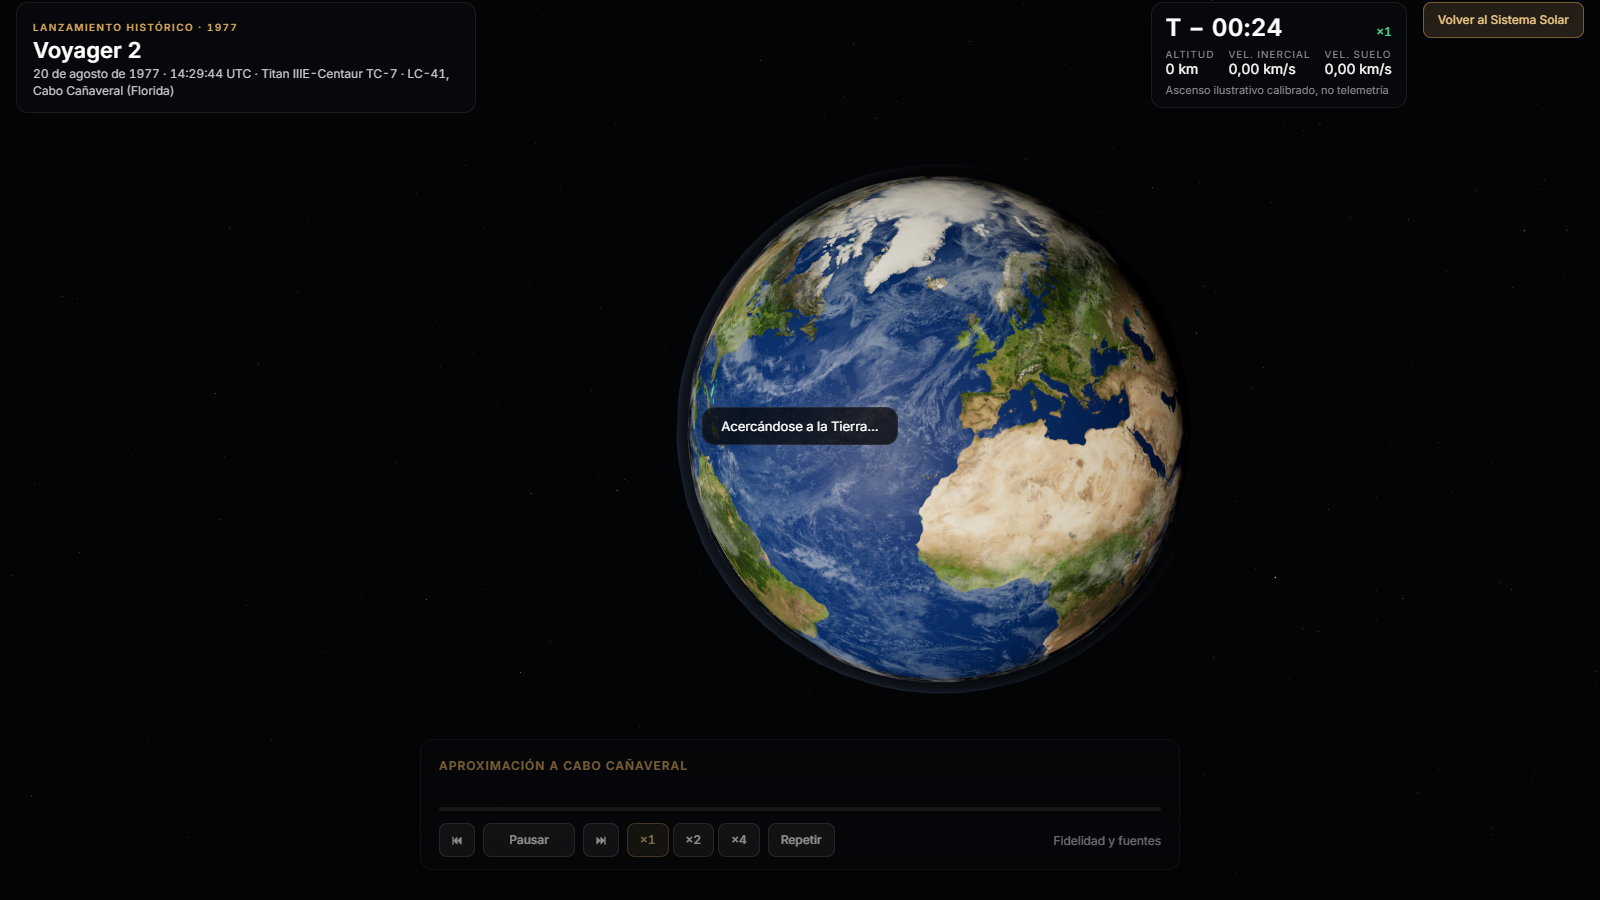 LANZAMIENTO HISTÓRICO · 1977
Voyager 2
20 de agosto de 1977 · 14:29:44 UTC · Titan IIIE-Centaur TC-7 · LC-41,
Cabo Cañaveral (Florida)
T − 00:24
×1
ALTITUD VEL. INERCIAL VEL. SUELO
0 km 0,00 km/s 0,00 km/s
Ascenso ilustrativo calibrado, no telemetría
Volver al Sistema Solar
Acercándose a la Tierra...
APROXIMACIÓN A CABO CAÑAVERAL
⏮ Pausar ⏭ ×1 ×2 ×4 Repetir Fidelidad y fuentes